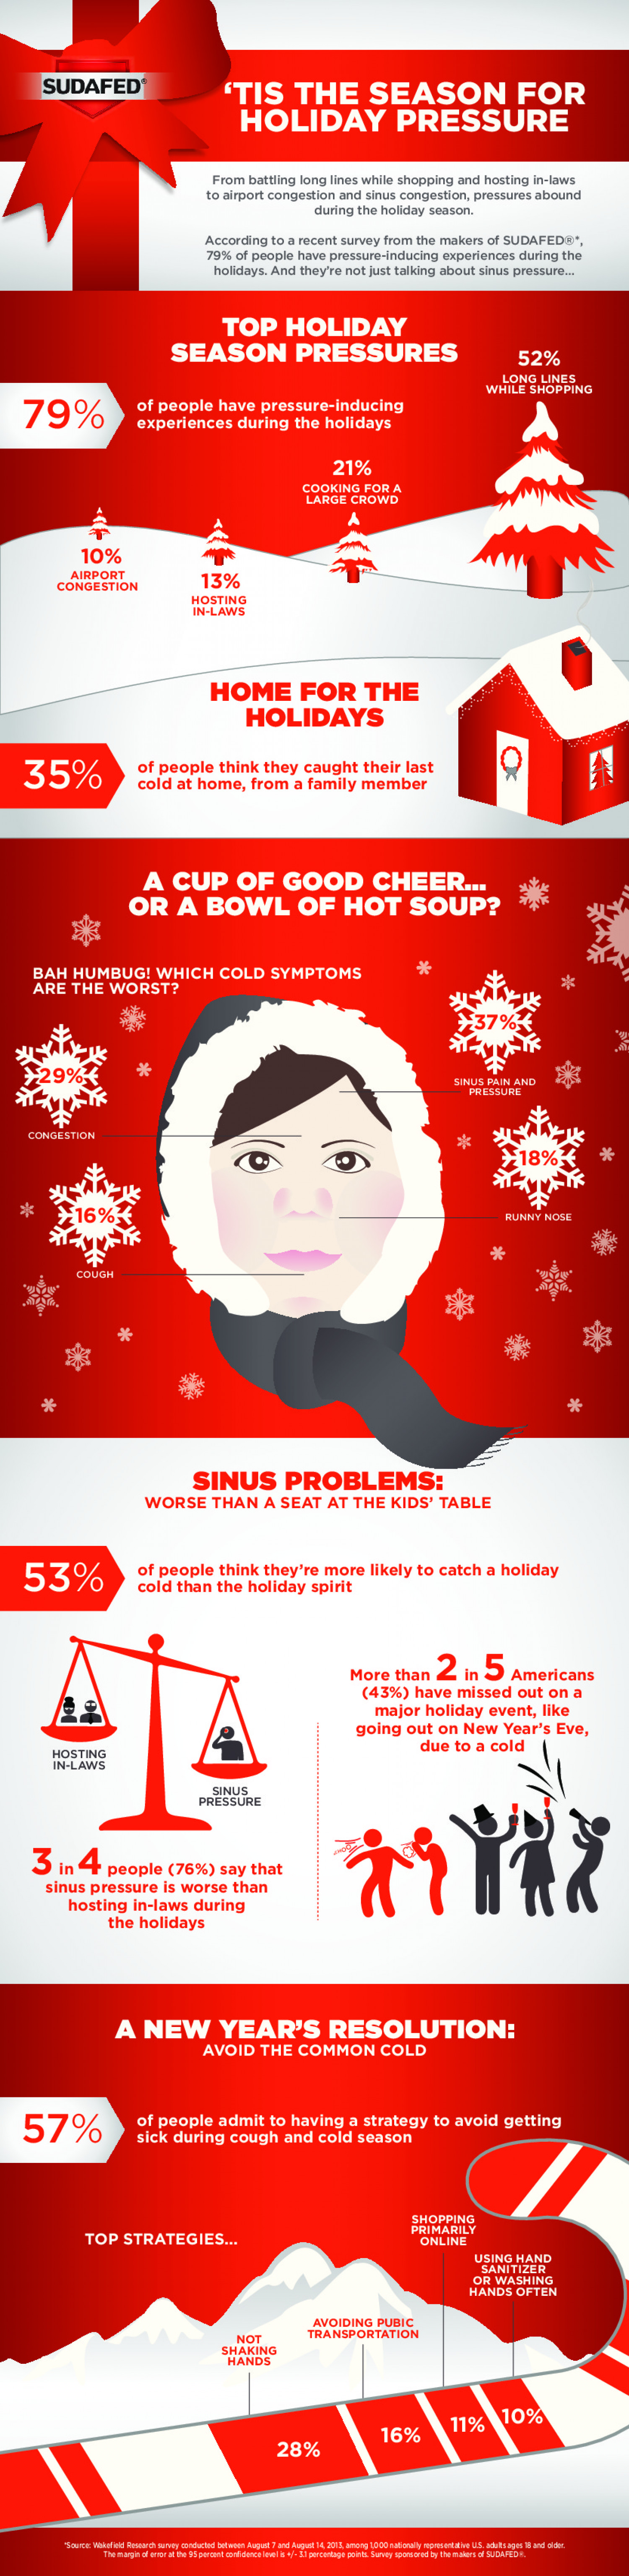 SUDAFED®
‘TIS THE SEASON FOR
HOLIDAY PRESSURE
From battling long lines while shopping and hosting in-laws
to airport congestion and sinus congestion, pressures abound
during the holiday season.
According to a recent survey from the makers of SUDAFED®*,
79% of people have pressure-inducing experiences during the
holidays. And they're not just talking about sinus pressure...
TOP HOLIDAY
SEASON PRESSURES
52%
LONG LINES
WHILE SHOPPING
79%
of people have pressure-inducing
experiences during the holidays
21%
COOKING FOR A
LARGE CROWD
10%
AIRPORT
CONGESTION
13%
HOSTING
IN-LAWS
HOME FOR THE
HOLIDAYS
35%
of people think they caught their last
cold at home, from a family member
A CUP OF GOOD CHEER...
OR A BOWL OF HOT SOUP?
BAH HUMBUG! WHICH COLD SYMPTOMS
ARE THE WORST?
37%
SINUS PAIN AND
PRESSURE
29%
CONGESTION
18%
RUNNY NOSE
16%
COUGH
SINUS PROBLEMS:
WORSE THAN A SEAT AT THE KIDS’ TABLE
53%
of people think they're more likely to catch a holiday
cold than the holiday spirit
HOSTING
IN-LAWS
SINUS
PRESSURE
3 in 4 people (76%) say that
sinus pressure is worse than
hosting in-laws during
the holidays
More than 2 in 5 Americans
(43%) have missed out on a
major holiday event, like
going out on New Year's Eve,
due to a cold
A NEW YEAR’S RESOLUTION:
AVOID THE COMMON COLD
57%
of people admit to having a strategy to avoid getting
sick during cough and cold season
TOP STRATEGIES...
SHOPPING
PRIMARILY
ONLINE
USING HAND
SANITIZER
OR WASHING
HANDS OFTEN
AVOIDING PUBIC
TRANSPORTATION
NOT
SHAKING
HANDS
28%
16%
11%
10%
*Source: Wakefield Research survey conducted between August 7 and August 14, 2013, among 1,000 nationally representative U.S. adults ages 18 and older.
The margin of error at the 95 percent confidence level is +/- 3.1 percentage points. Survey sponsored by the makers of SUDAFED®.